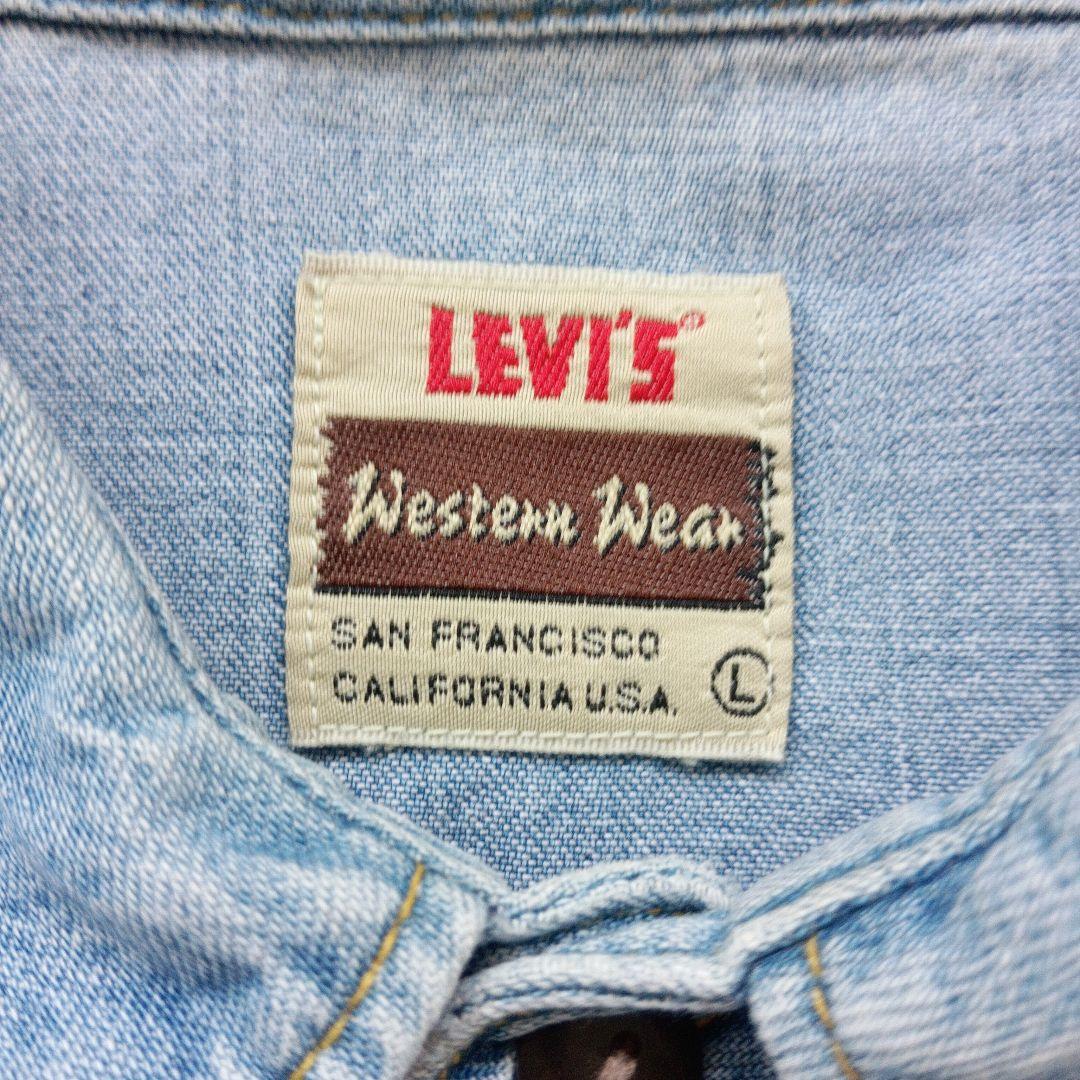 LEVI'S®
Western Wear
SAN FRANCISCO
CALIFORNIA U.S.A. Ⓛ